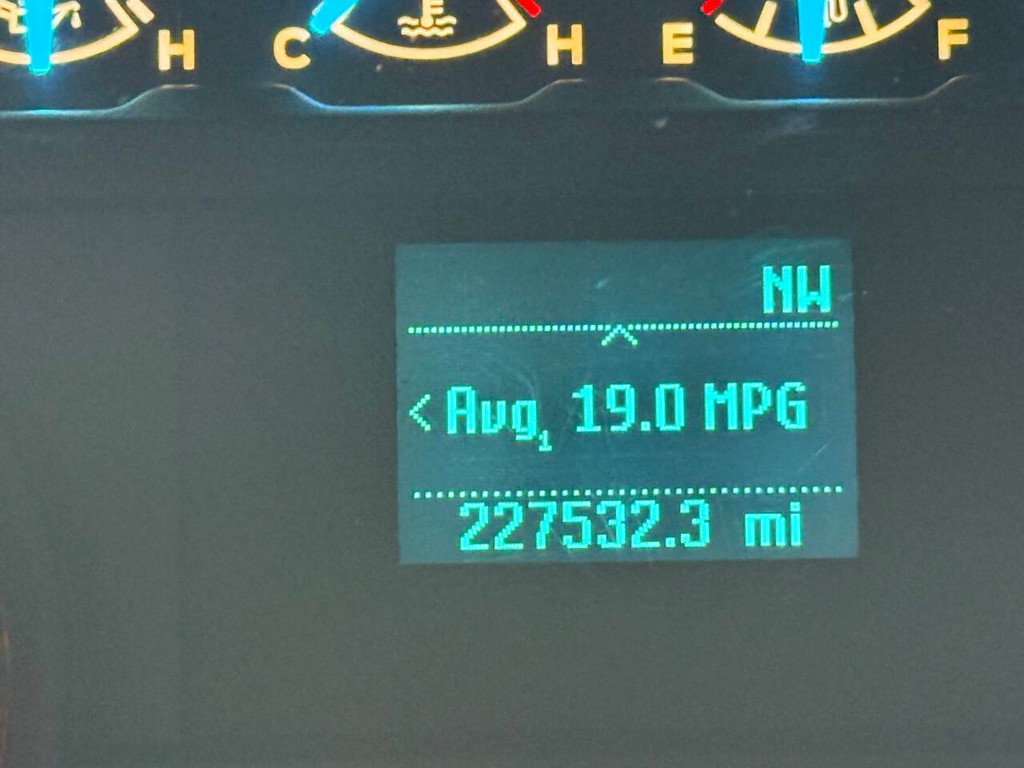 H C H E F
NW
< Avg1 19.0 MPG
227532.3 mi